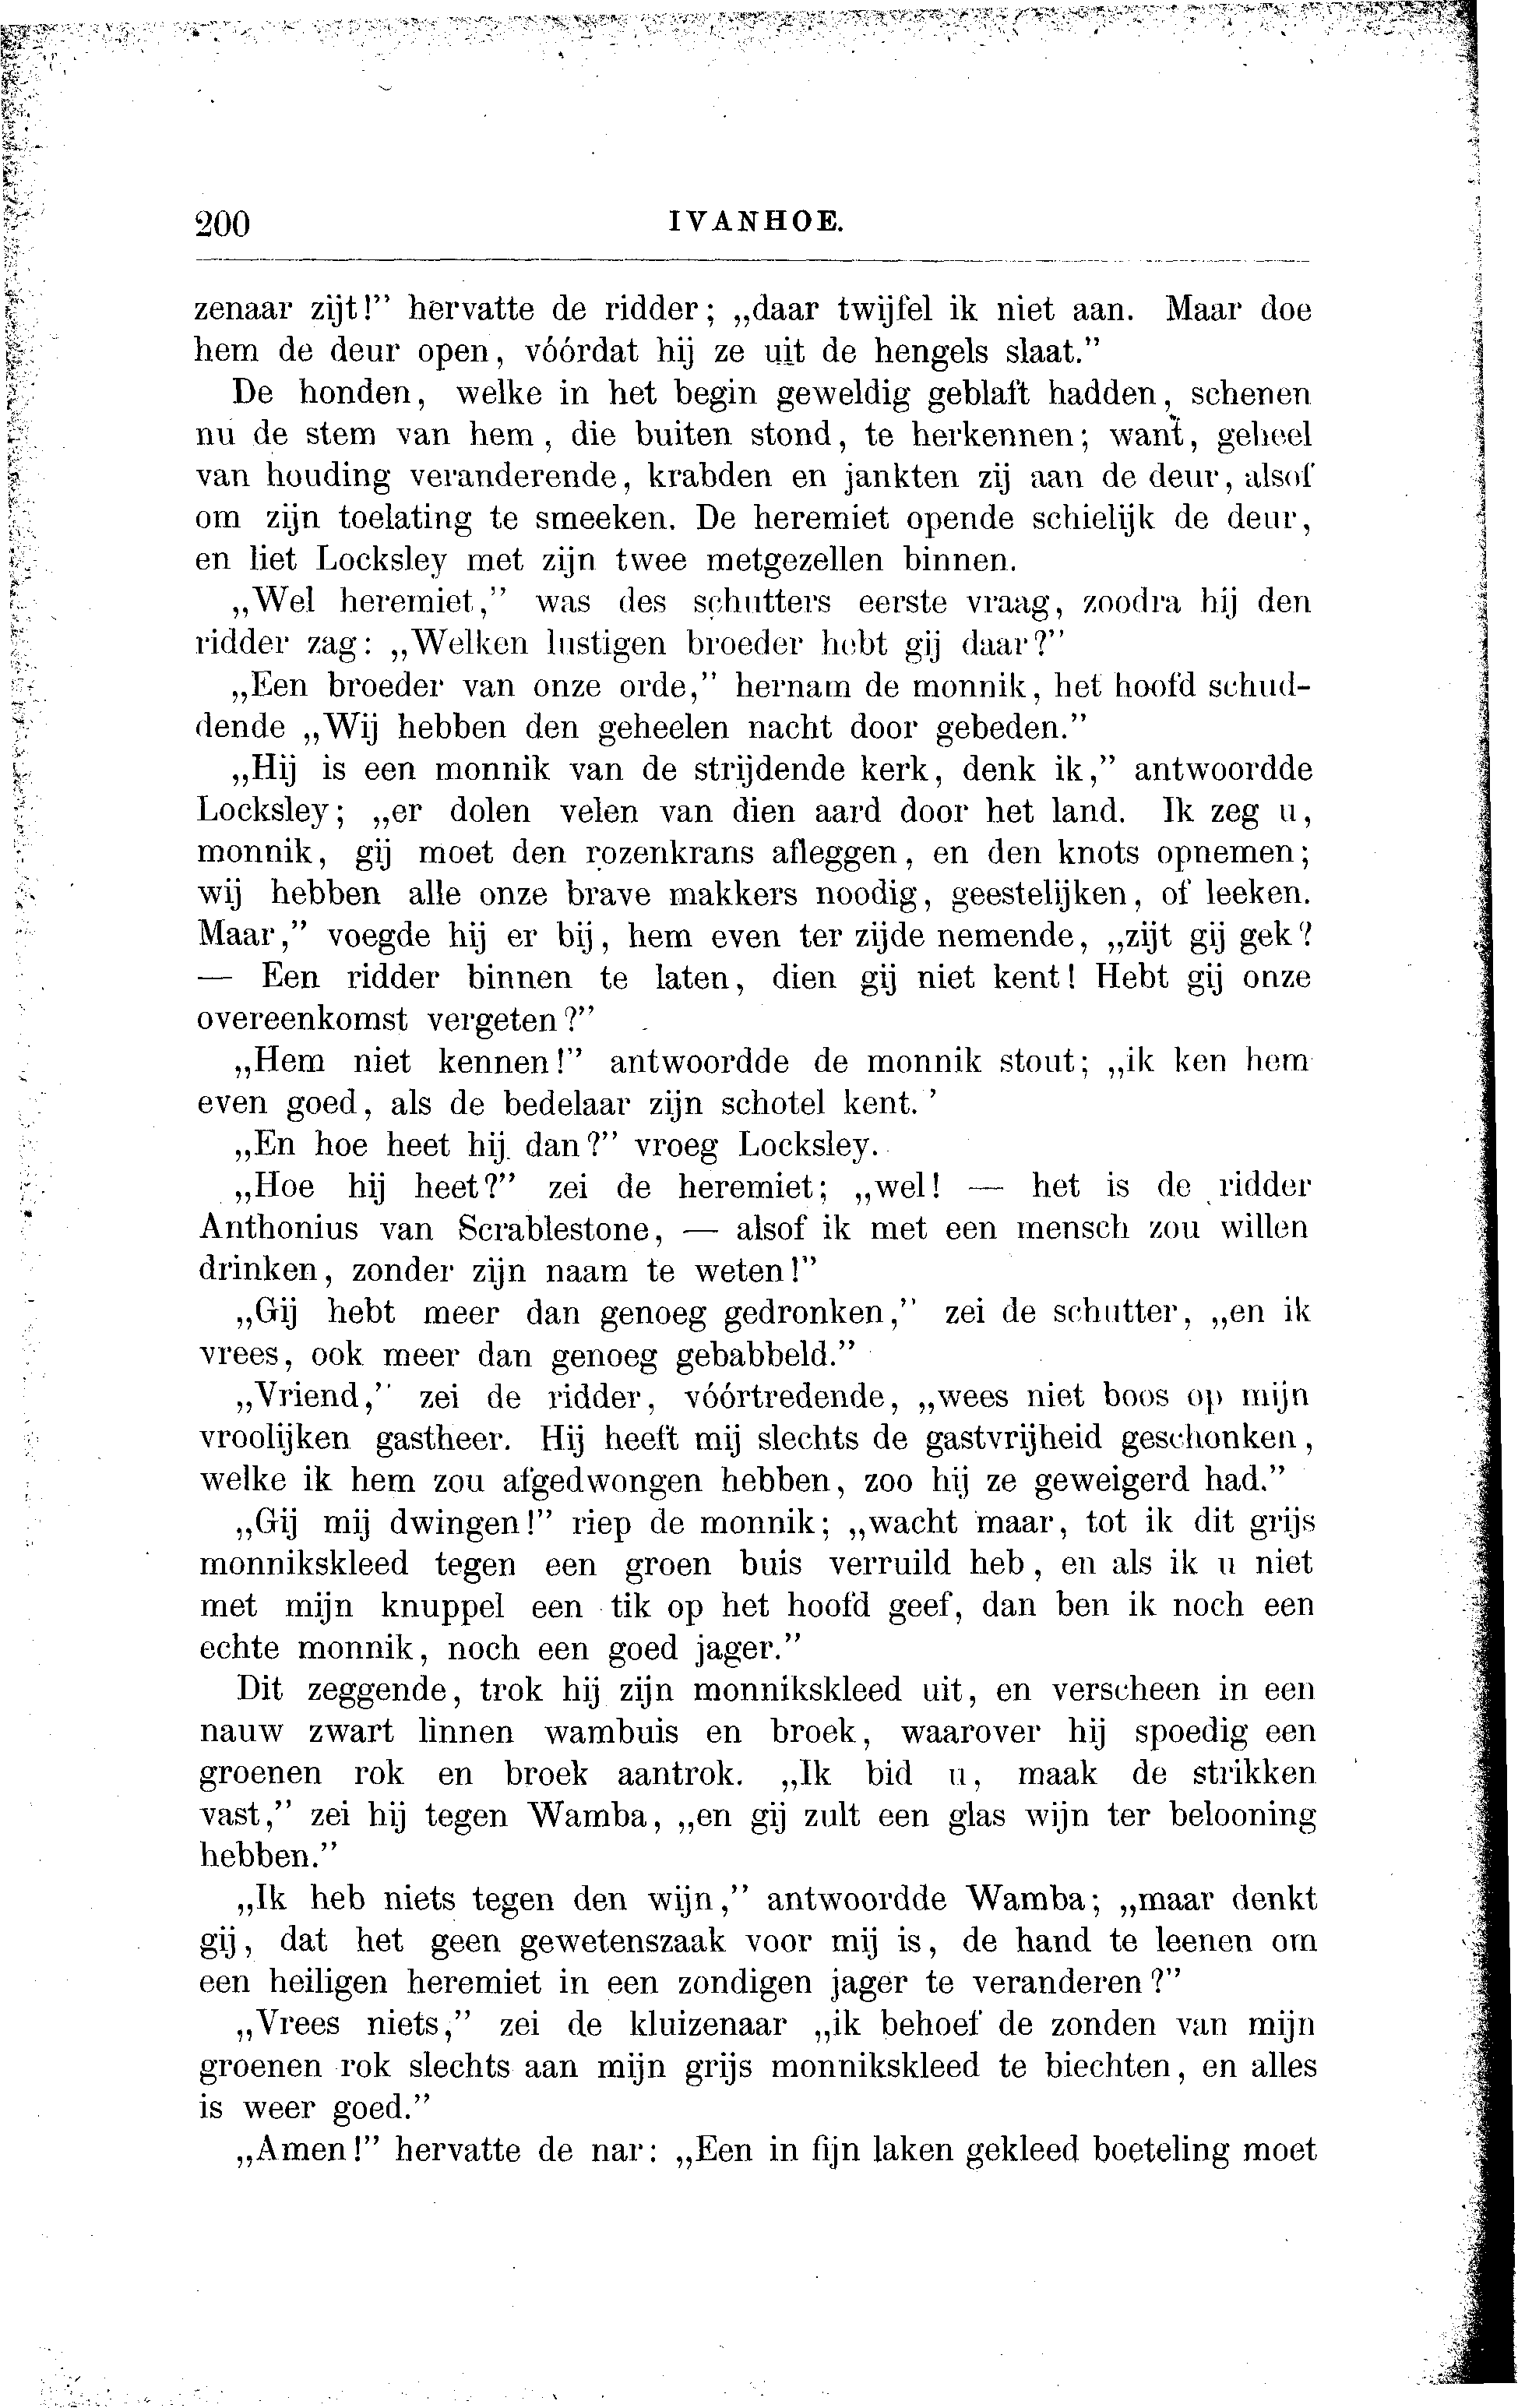 200 IVANHOE.
zenaar zijt!” hervatte de ridder; „daar twijfel ik niet aan. Maar doe
hem de deur open, vóórdat hij ze uit de hengels slaat.”
De honden, welke in het begin geweldig geblaft hadden, schenen
nu de stem van hem, die buiten stond, te herkennen; want, geheel
van houding veranderende, krabden en jankten zij aan de deur, alsof
om zijn toelating te smeeken. De heremiet opende schielijk de deur,
en liet Locksley met zijn twee metgezellen binnen.
„Wel heremiet,” was des schutters eerste vraag, zoodra hij den
ridder zag: „Welken lustigen broeder hebt gij daar?”
„Een broeder van onze orde,” hernam de monnik, het hoofd schud-
dende „Wij hebben den geheelen nacht door gebeden.”
„Hij is een monnik van de strijdende kerk, denk ik,” antwoordde
Locksley; „er dolen velen van dien aard door het land. Ik zeg u,
monnik, gij moet den rozenkrans afleggen, en den knots opnemen;
wij hebben alle onze brave makkers noodig, geestelijken, of leeken.
Maar,” voegde hij er bij, hem even ter zijde nemende, „zijt gij gek?
— Een ridder binnen te laten, dien gij niet kent! Hebt gij onze
overeenkomst vergeten?”
„Hem niet kennen!” antwoordde de monnik stout; „ik ken hem
even goed, als de bedelaar zijn schotel kent.’
„En hoe heet hij dan?” vroeg Locksley.
„Hoe hij heet?” zei de heremiet; „wel! — het is de ridder
Anthonius van Scrablestone, — alsof ik met een mensch zou willen
drinken, zonder zijn naam te weten!”
„Gij hebt meer dan genoeg gedronken,” zei de schutter, „en ik
vrees, ook meer dan genoeg gebabbeld.”
„Vriend,” zei de ridder, vóórtredende, „wees niet boos op mijn
vroolijken gastheer. Hij heeft mij slechts de gastvrijheid geschonken,
welke ik hem zou afgedwongen hebben, zoo hij ze geweigerd had.”
„Gij mij dwingen!” riep de monnik; „wacht maar, tot ik dit grijs
monnikskleed tegen een groen buis verruild heb, en als ik u niet
met mijn knuppel een tik op het hoofd geef, dan ben ik noch een
echte monnik, noch een goed jager.”
Dit zeggende, trok hij zijn monnikskleed uit, en verscheen in een
nauw zwart linnen wambuis en broek, waarover hij spoedig een
groenen rok en broek aantrok. „Ik bid u, maak de strikken
vast,” zei hij tegen Wamba, „en gij zult een glas wijn ter belooning
hebben.”
„Ik heb niets tegen den wijn,” antwoordde Wamba; „maar denkt
gij, dat het geen gewetenszaak voor mij is, de hand te leenen om
een heiligen heremiet in een zondigen jager te veranderen?”
„Vrees niets,” zei de kluizenaar „ik behoef de zonden van mijn
groenen rok slechts aan mijn grijs monnikskleed te biechten, en alles
is weer goed.”
„Amen!” hervatte de nar: „Een in fijn laken gekleed boeteling moet